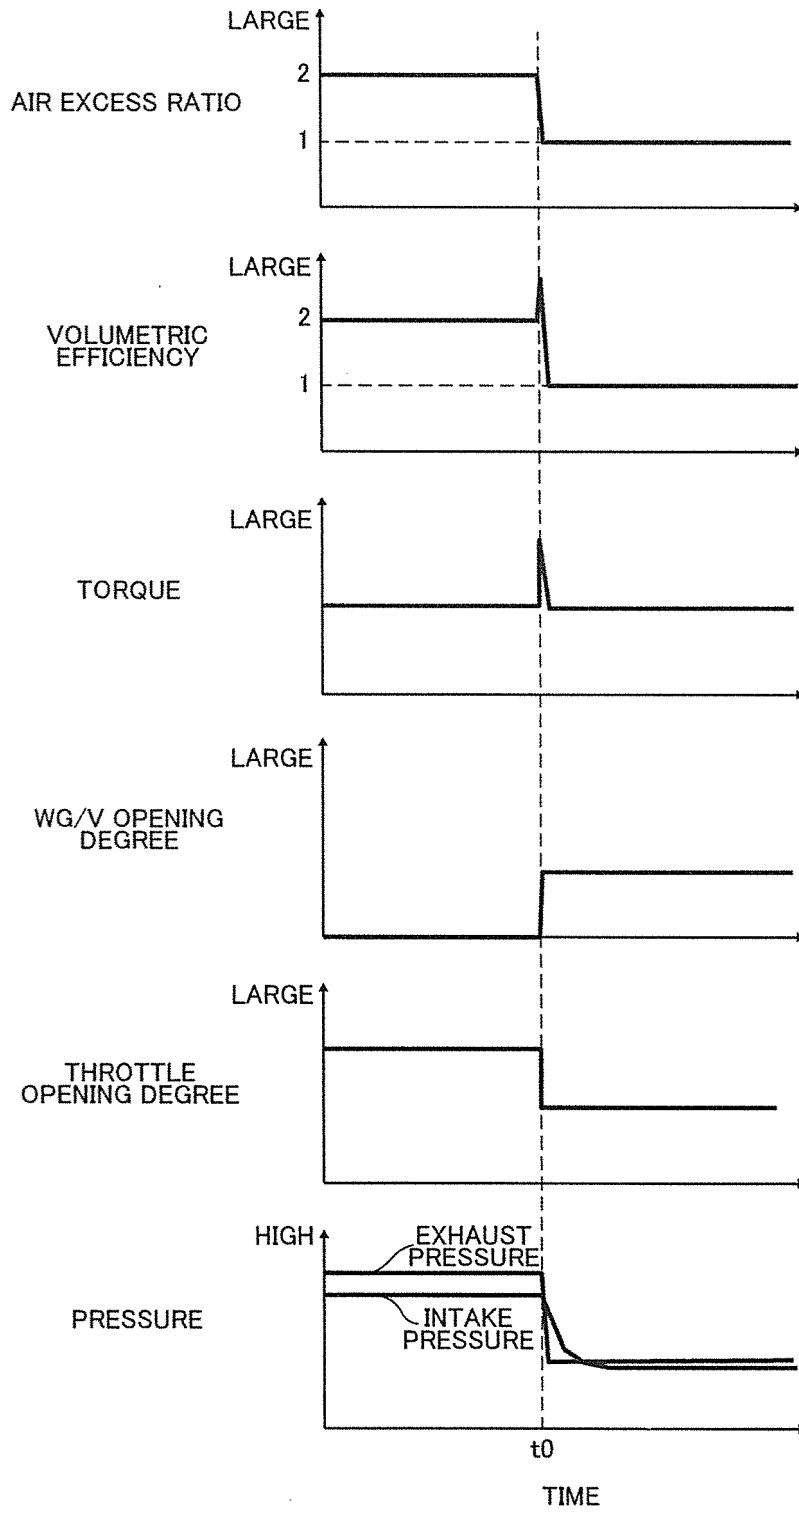 LARGE
2
AIR EXCESS RATIO
1
LARGE
2
VOLUMETRIC
EFFICIENCY
1
LARGE
TORQUE
LARGE
WG/V OPENING
DEGREE
LARGE
THROTTLE
OPENING DEGREE
HIGH
EXHAUST
PRESSURE
PRESSURE
INTAKE
PRESSURE
t0
TIME